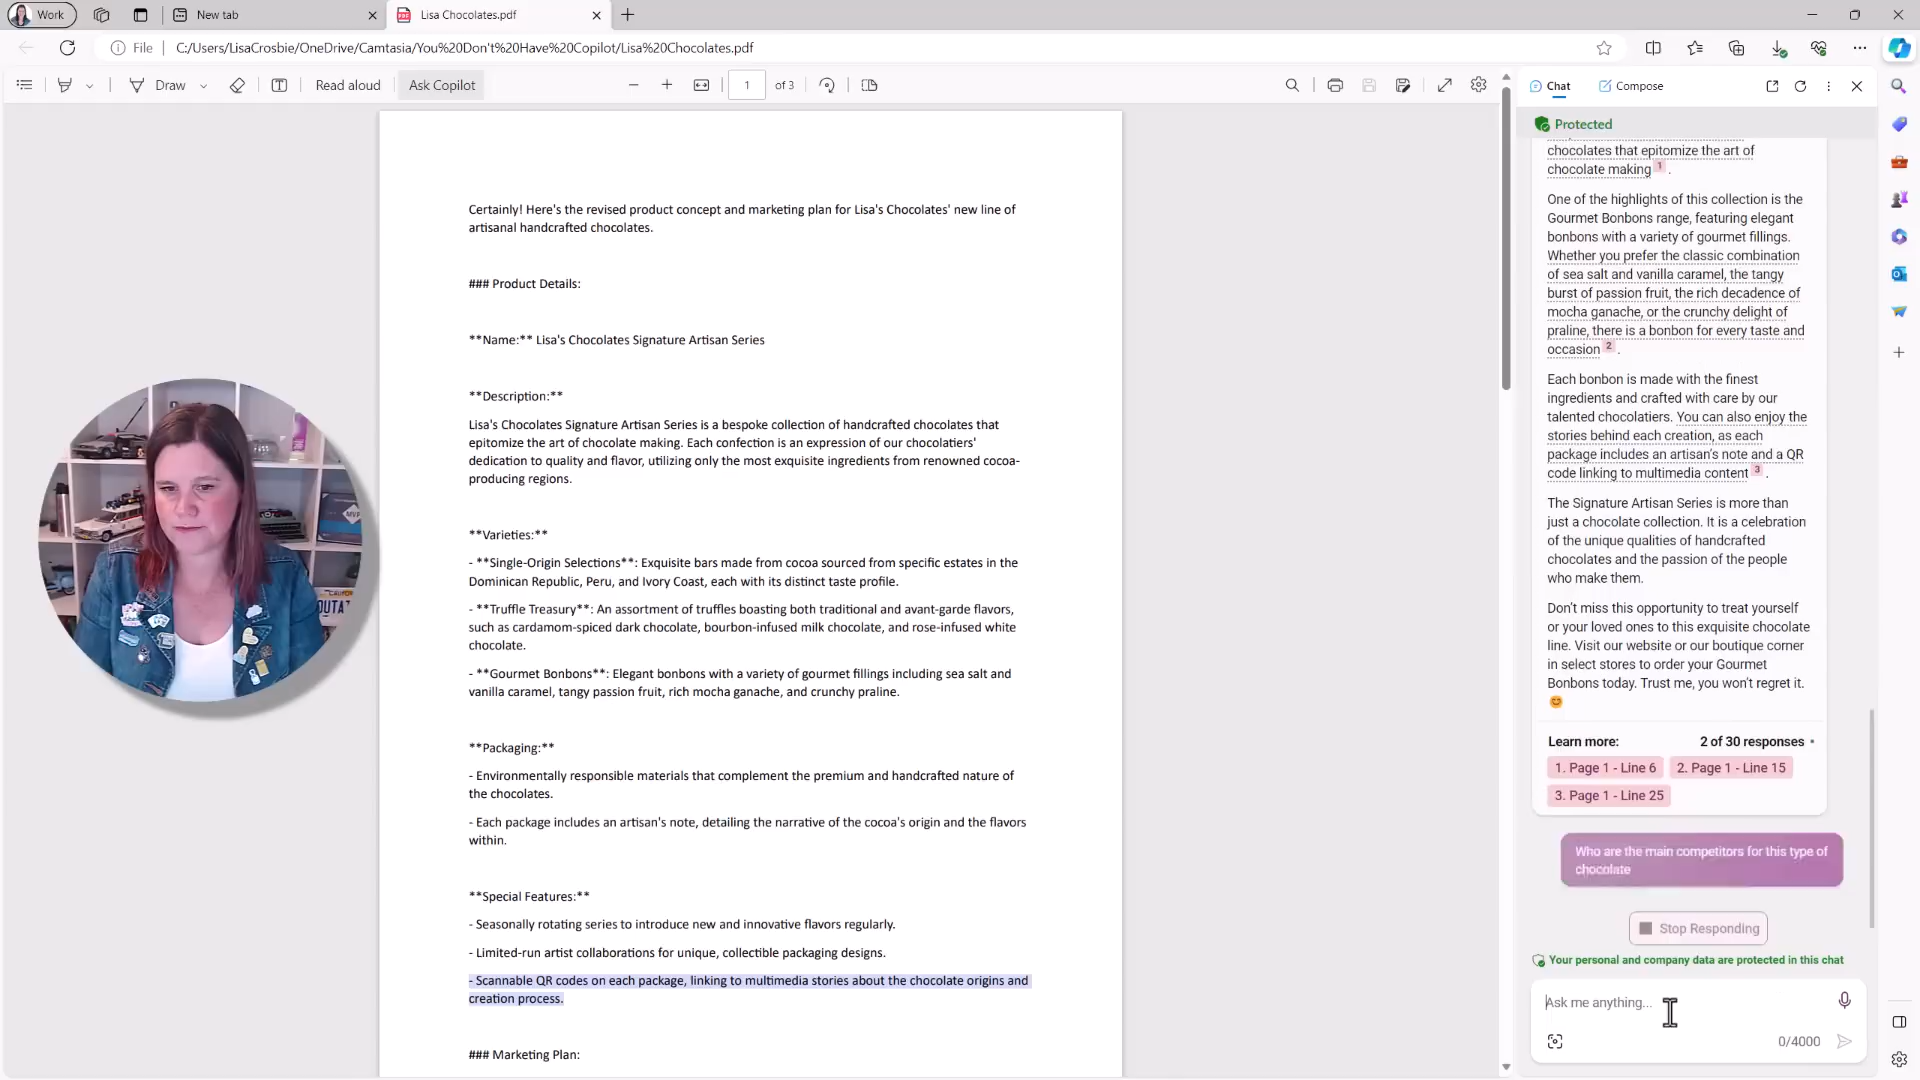 Work
New tab
Lisa Chocolates.pdf
File
C:/Users/LisaCrosbie/OneDrive/Camtasia/You%20Don't%20Have%20Copilot/Lisa%20Chocolates.pdf
Draw
Read aloud
Ask Copilot
1
of 3
Certainly! Here's the revised product concept and marketing plan for Lisa's Chocolates' new line of
artisanal handcrafted chocolates.
### Product Details:
**Name:** Lisa's Chocolates Signature Artisan Series
**Description:**
Lisa's Chocolates Signature Artisan Series is a bespoke collection of handcrafted chocolates that
epitomize the art of chocolate making. Each confection is an expression of our chocolatiers'
dedication to quality and flavor, utilizing only the most exquisite ingredients from renowned cocoa-
producing regions.
**Varieties:**
- **Single-Origin Selections**: Exquisite bars made from cocoa sourced from specific estates in the
Dominican Republic, Peru, and Ivory Coast, each with its distinct taste profile.
- **Truffle Treasury**: An assortment of truffles boasting both traditional and avant-garde flavors,
such as cardamom-spiced dark chocolate, bourbon-infused milk chocolate, and rose-infused white
chocolate.
- **Gourmet Bonbons**: Elegant bonbons with a variety of gourmet fillings including sea salt and
vanilla caramel, tangy passion fruit, rich mocha ganache, and crunchy praline.
**Packaging:**
- Environmentally responsible materials that complement the premium and handcrafted nature of
the chocolates.
- Each package includes an artisan's note, detailing the narrative of the cocoa's origin and the flavors
within.
**Special Features:**
- Seasonally rotating series to introduce new and innovative flavors regularly.
- Limited-run artist collaborations for unique, collectible packaging designs.
- Scannable QR codes on each package, linking to multimedia stories about the chocolate origins and
creation process.
### Marketing Plan:
Chat
Compose
Protected
chocolates that epitomize the art of
chocolate making 1 .
One of the highlights of this collection is the
Gourmet Bonbons range, featuring elegant
bonbons with a variety of gourmet fillings.
Whether you prefer the classic combination
of sea salt and vanilla caramel, the tangy
burst of passion fruit, the rich decadence of
mocha ganache, or the crunchy delight of
praline, there is a bonbon for every taste and
occasion 2 .
Each bonbon is made with the finest
ingredients and crafted with care by our
talented chocolatiers. You can also enjoy the
stories behind each creation, as each
package includes an artisan's note and a QR
code linking to multimedia content 3 .
The Signature Artisan Series is more than
just a chocolate collection. It is a celebration
of the unique qualities of handcrafted
chocolates and the passion of the people
who make them.
Don't miss this opportunity to treat yourself
or your loved ones to this exquisite chocolate
line. Visit our website or our boutique corner
in select stores to order your Gourmet
Bonbons today. Trust me, you won't regret it.
Learn more:
2 of 30 responses
1. Page 1 - Line 6
2. Page 1 - Line 15
3. Page 1 - Line 25
Who are the main competitors for this type of
chocolate
Stop Responding
Your personal and company data are protected in this chat
Ask me anything...
0/4000